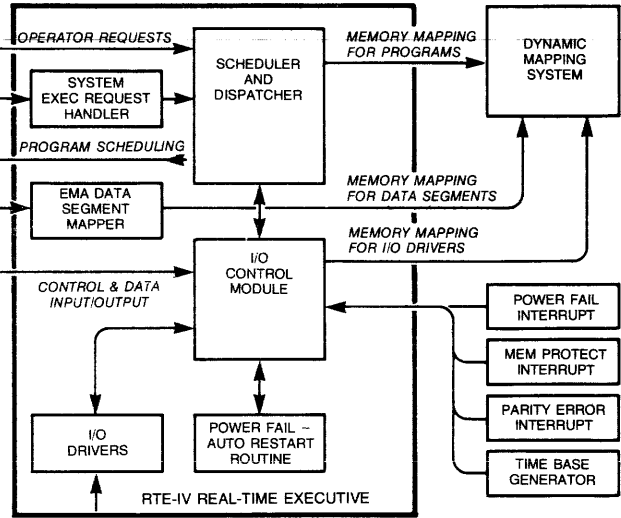 OPERATOR REQUESTS
SYSTEM
EXEC REQUEST
HANDLER
SCHEDULER
AND
DISPATCHER
MEMORY MAPPING
FOR PROGRAMS
DYNAMIC
MAPPING
SYSTEM
PROGRAM SCHEDULING
EMA DATA
SEGMENT
MAPPER
MEMORY MAPPING
FOR DATA SEGMENTS
MEMORY MAPPING
FOR I/O DRIVERS
I/O
CONTROL
MODULE
CONTROL & DATA
INPUT/OUTPUT
POWER FAIL
INTERRUPT
MEM PROTECT
INTERRUPT
PARITY ERROR
INTERRUPT
TIME BASE
GENERATOR
I/O
DRIVERS
POWER FAIL –
AUTO RESTART
ROUTINE
RTE-IV REAL-TIME EXECUTIVE